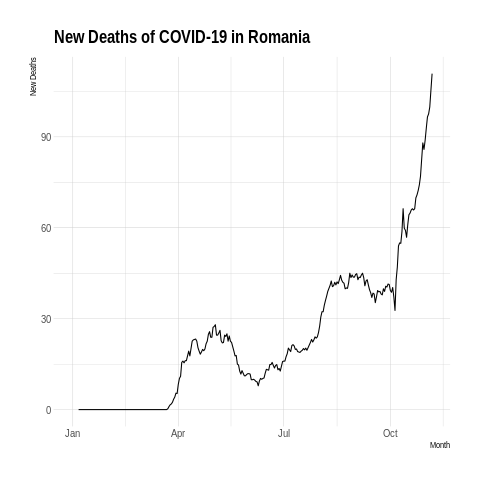 New Deaths of COVID-19 in Romania
New Deaths
90
60
30
0
Jan Apr Jul Oct
Month